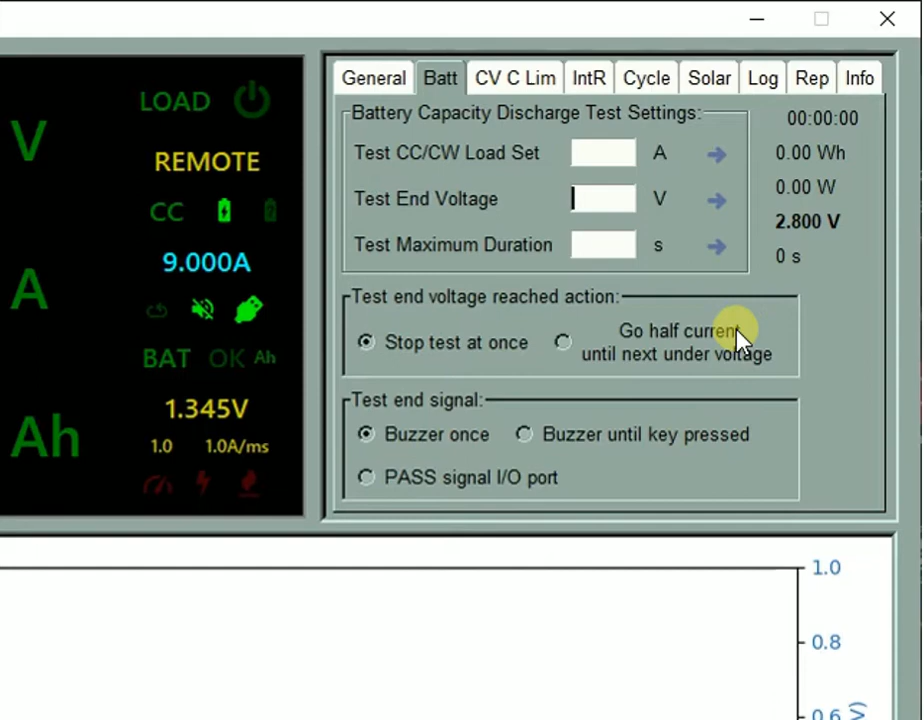 General Batt CV C Lim IntR Cycle Solar Log Rep Info
V
LOAD
REMOTE
CC
A
9.000A
BAT OK Ah
Ah
1.345V
1.0 1.0A/ms
Battery Capacity Discharge Test Settings:
Test CC/CW Load Set A
Test End Voltage V
Test Maximum Duration s
00:00:00
0.00 Wh
0.00 W
2.800 V
0 s
Test end voltage reached action:
Stop test at once
Go half current
until next under voltage
Test end signal:
Buzzer once Buzzer until key pressed
PASS signal I/O port
1.0
0.8
0.6
V)